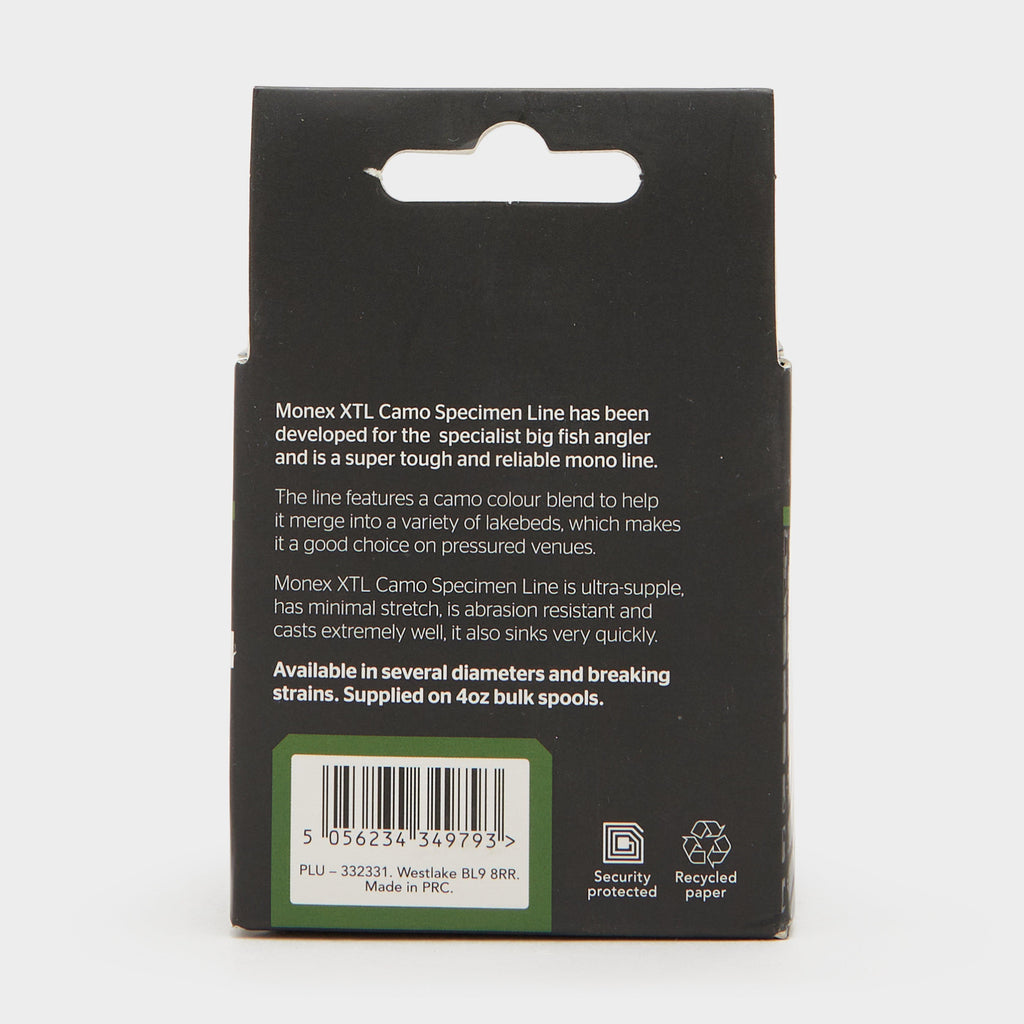 Monex XTL Camo Specimen Line has been
developed for the specialist big fish angler
and is a super tough and reliable mono line.
The line features a camo colour blend to help
it merge into a variety of lakebeds, which makes
it a good choice on pressured venues.
Monex XTL Camo Specimen Line is ultra-supple,
has minimal stretch, is abrasion resistant and
casts extremely well, it also sinks very quickly.
Available in several diameters and breaking
strains. Supplied on 4oz bulk spools.
5 056234 349793 >
PLU – 332331. Westlake BL9 8RR.
Made in PRC.
Security
protected
Recycled
paper